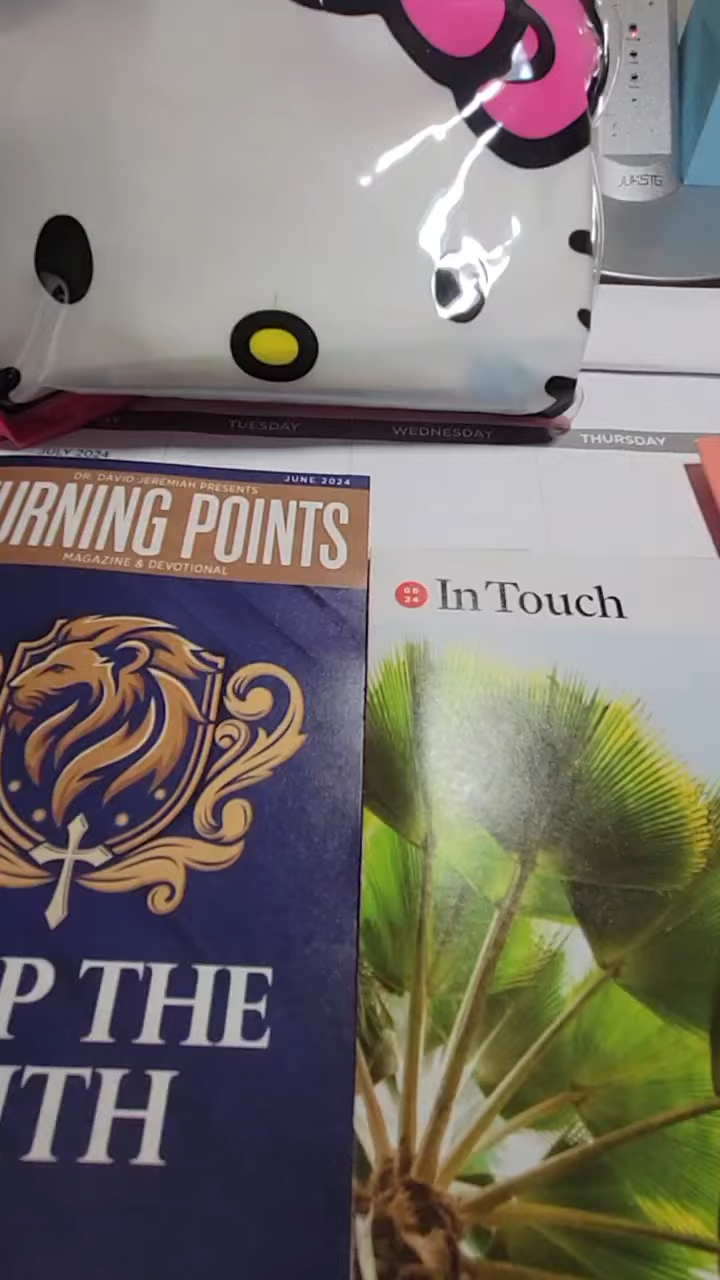 JUKSTG
TUESDAY
WEDNESDAY
THURSDAY
JULY 2024
DR. DAVID JEREMIAH PRESENTS
JUNE 2024
URNING POINTS
MAGAZINE & DEVOTIONAL
In Touch
P THE
ITH